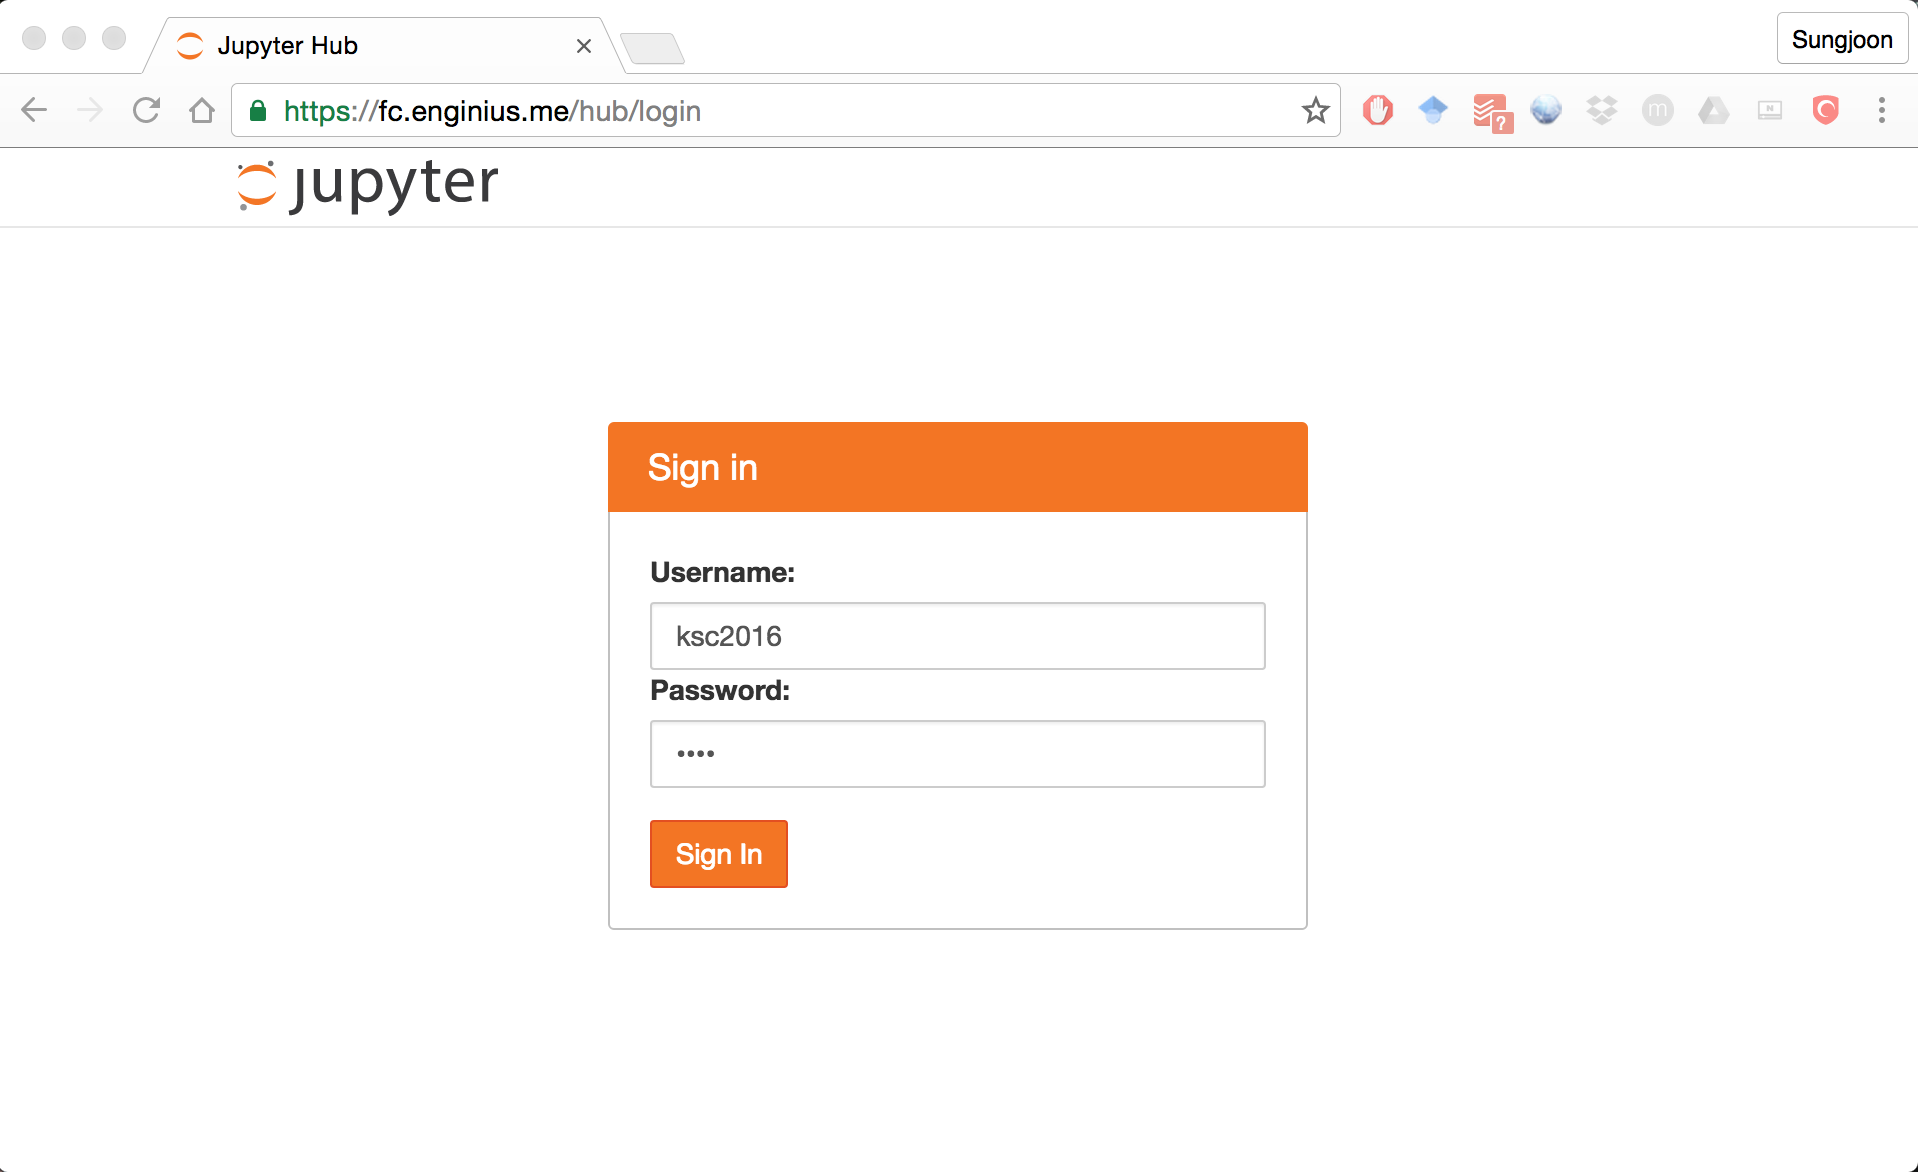 Jupyter Hub
Sungjoon
https://fc.enginius.me/hub/login
?
m
N
jupyter
Sign in
Username:
ksc2016
Password:
••••
Sign In